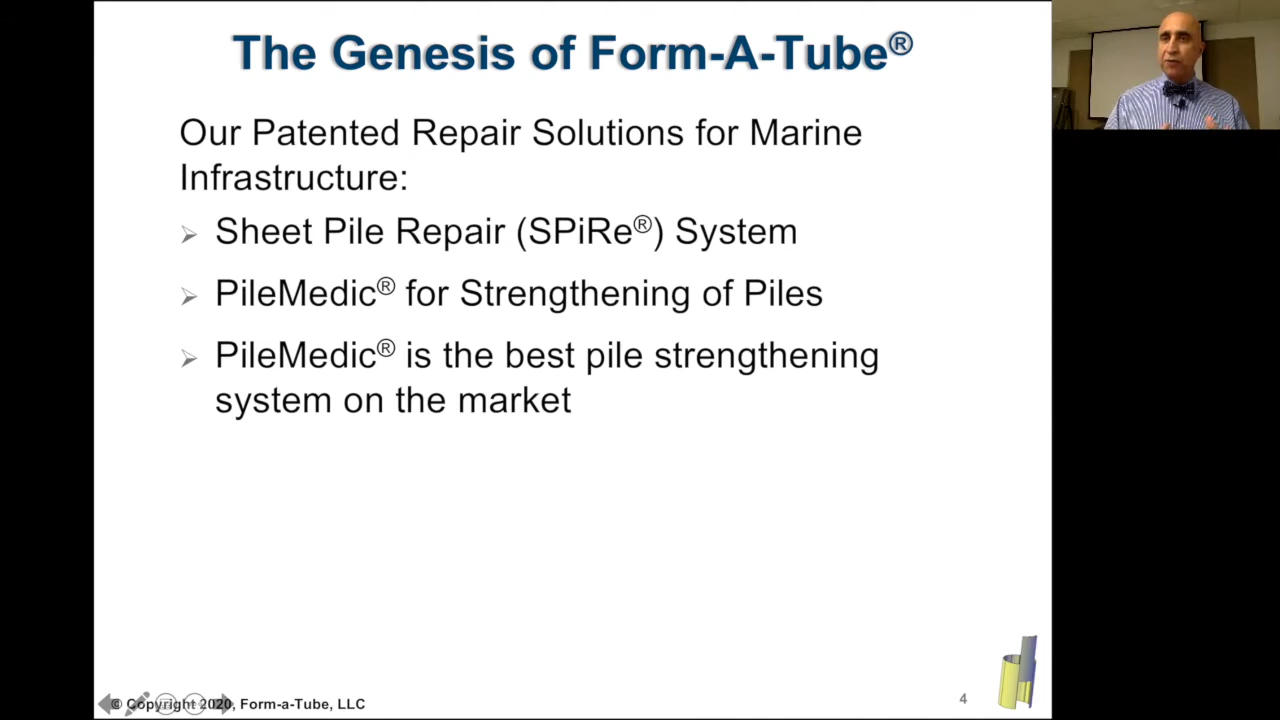 The Genesis of Form-A-Tube®
Our Patented Repair Solutions for Marine
Infrastructure:
Sheet Pile Repair (SPiRe®) System
PileMedic® for Strengthening of Piles
PileMedic® is the best pile strengthening
system on the market
© Copyright 2020, Form-a-Tube, LLC
4